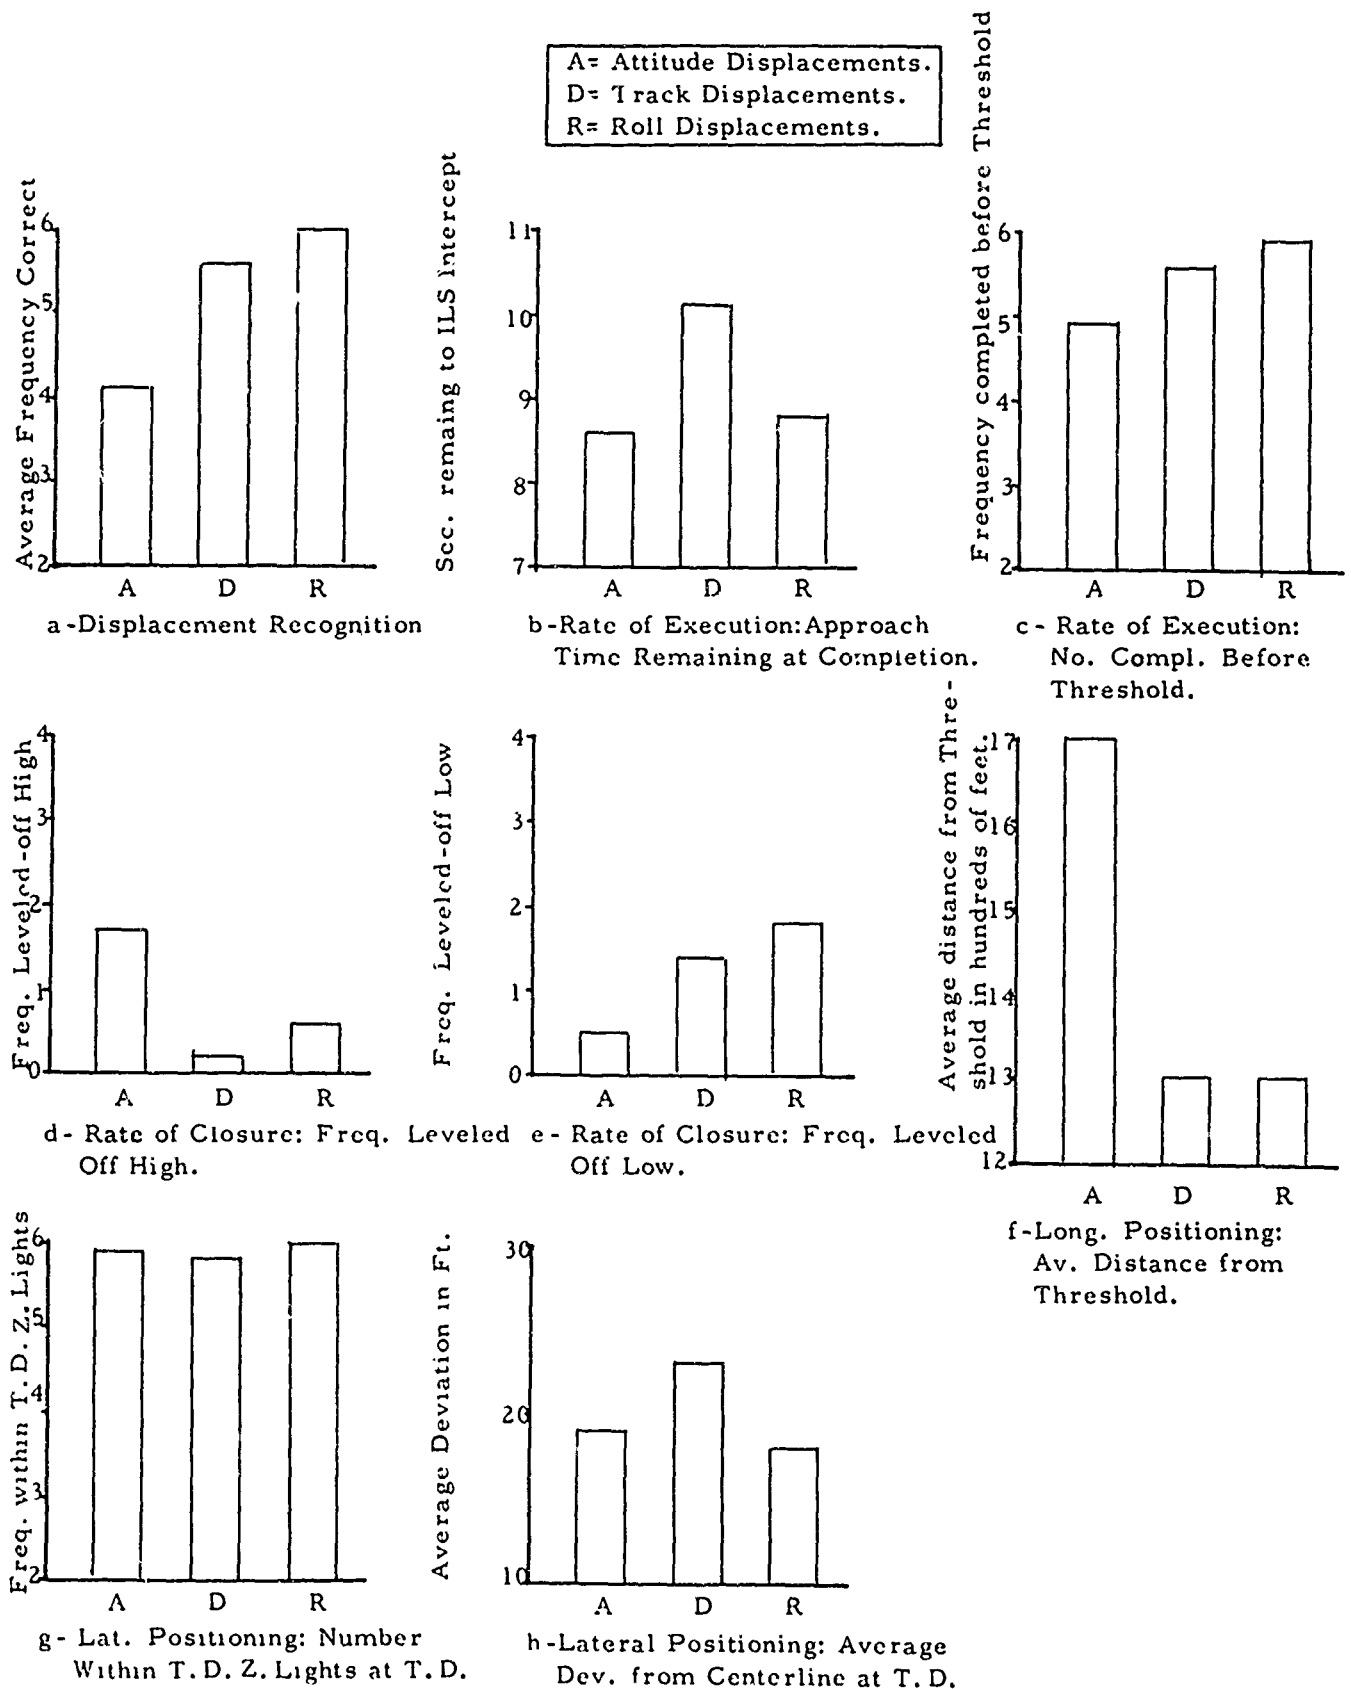 A= Attitude Displacements.
D= Track Displacements.
R= Roll Displacements.
Average Frequency Correct
6
5
4
3
2
A D R
a-Displacement Recognition
Sec. remaing to ILS Intercept
11
10
9
8
7
A D R
b-Rate of Execution:Approach
Time Remaining at Completion.
Frequency completed before Threshold
6
5
4
3
2
A D R
c- Rate of Execution:
No. Compl. Before
Threshold.
Freq. Leveled-off High
4
3
2
1
0
A D R
d- Rate of Closure: Freq. Leveled
Off High.
Freq. Leveled-off Low
4
3
2
1
0
A D R
e- Rate of Closure: Freq. Leveled
Off Low.
Average distance from Thre-
shold in hundreds of feet.
17
16
15
14
13
12
A D R
f-Long. Positioning:
Av. Distance from
Threshold.
Freq. within T.D.Z.Lights
6
5
4
3
2
A D R
g- Lat. Positioning: Number
Within T.D.Z.Lights at T.D.
Average Deviation in Ft.
30
20
10
A D R
h-Lateral Positioning: Average
Dev. from Centerline at T.D.